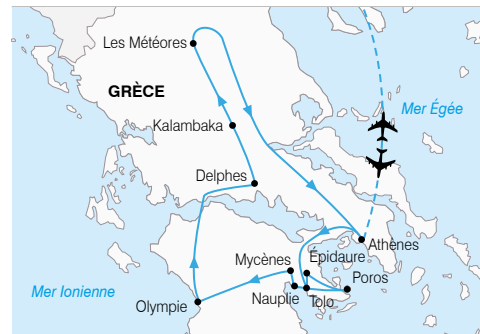 Les Météores
GRÈCE
Mer Égée
Kalambaka
Delphes
Athènes
Épidaure
Mycènes
Poros
Mer Ionienne
Nauplie
Tolo
Olympie